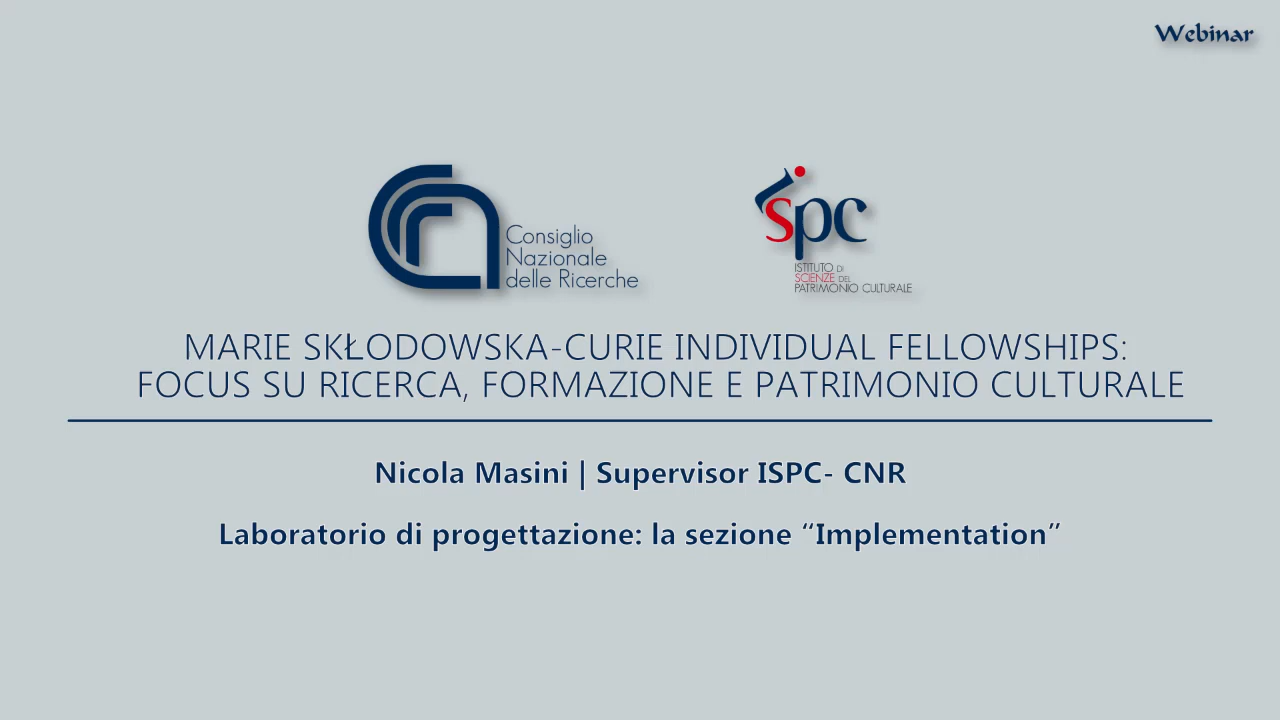 Webinar
Consiglio
Nazionale
delle Ricerche
ispc
ISTITUTO DI
SCIENZE DEL
PATRIMONIO CULTURALE
MARIE SKŁODOWSKA-CURIE INDIVIDUAL FELLOWSHIPS:
FOCUS SU RICERCA, FORMAZIONE E PATRIMONIO CULTURALE
Nicola Masini | Supervisor ISPC- CNR
Laboratorio di progettazione: la sezione “Implementation”